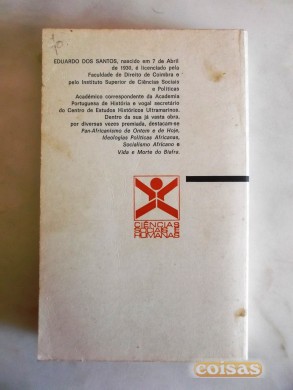 EDUARDO DOS SANTOS, nascido em 7 de Abril
de 1930, é licenciado pela
Faculdade de Direito de Coimbra e
pelo Instituto Superior de Ciências Sociais
e Políticas
Académico correspondente da Academia
Portuguesa de História e vogal secretário
do Centro de Estudos Históricos Ultramarinos.
Dentro da sua já vasta obra,
por diversas vezes premiada, destacam-se
Pan-Africanismo de Ontem e de Hoje,
Ideologias Políticas Africanas,
Socialismo Africano e
Vida e Morte do Biafra.
CIÊNCIAS
SOCIAIS E
HUMANAS
coisas